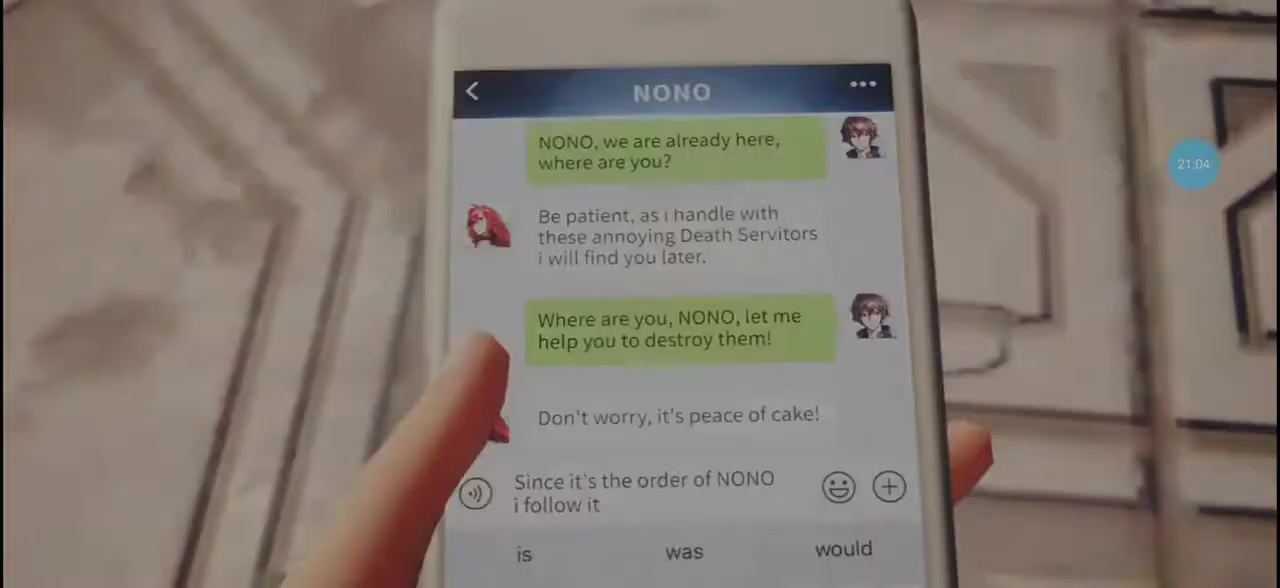 NONO
NONO, we are already here,
where are you?
21:04
Be patient, as i handle with
these annoying Death Servitors
i will find you later.
Where are you, NONO, let me
help you to destroy them!
Don't worry, it's peace of cake!
Since it's the order of NONO
i follow it
is was would